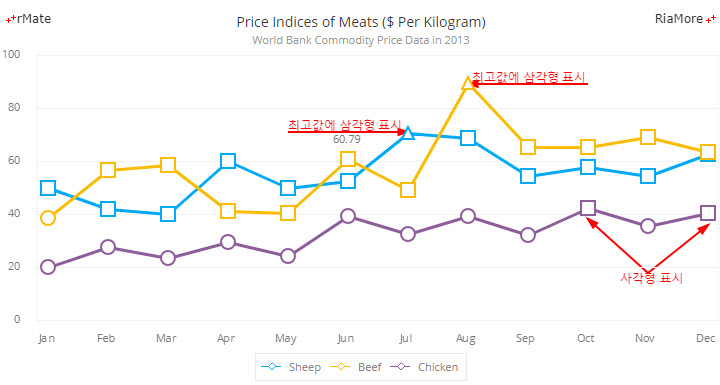 rMate
Price Indices of Meats ($ Per Kilogram)
RiaMore
World Bank Commodity Price Data in 2013
100
80
60
40
20
0
최고값에 삼각형 표시
최고값에 삼각형 표시
60.79
사각형 표시
Jan Feb Mar Apr May Jun Jul Aug Sep Oct Nov Dec
Sheep Beef Chicken